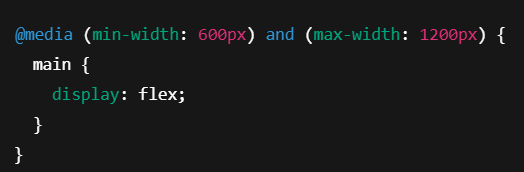 @media (min-width: 600px) and (max-width: 1200px) {
  main {
    display: flex;
  }
}